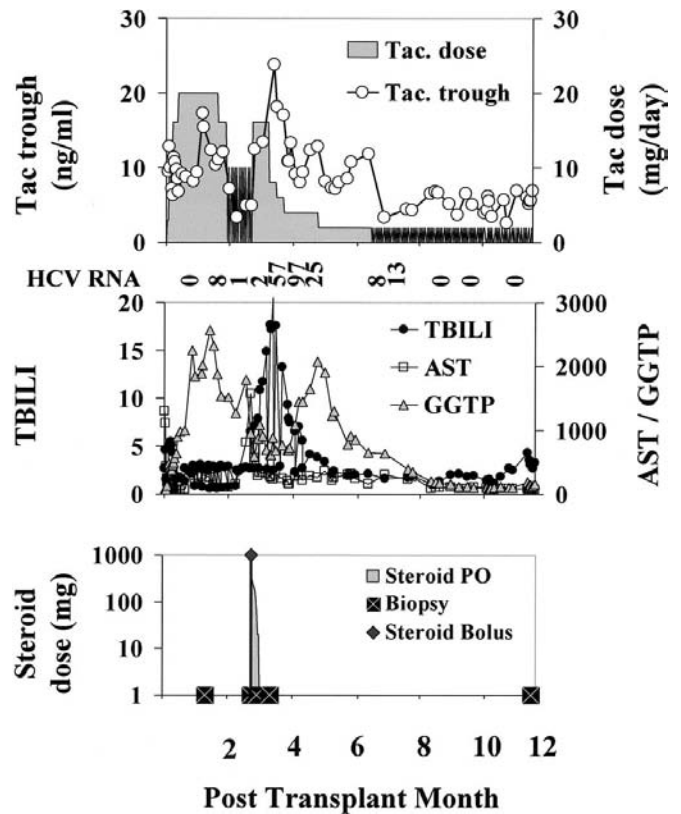 30
20
10
0
Tac trough
(ng/ml)
Tac. dose
Tac. trough
30
20
10
0
Tac dose
(mg/day)
HCV RNA 0 8 1 2 57 97 25 8 13 0 0 0
20
15
10
5
0
TBILI
TBILI
AST
GGTP
3000
2000
1000
0
AST / GGTP
1000
100
10
1
Steroid
dose (mg)
Steroid PO
Biopsy
Steroid Bolus
2 4 6 8 10 12
Post Transplant Month